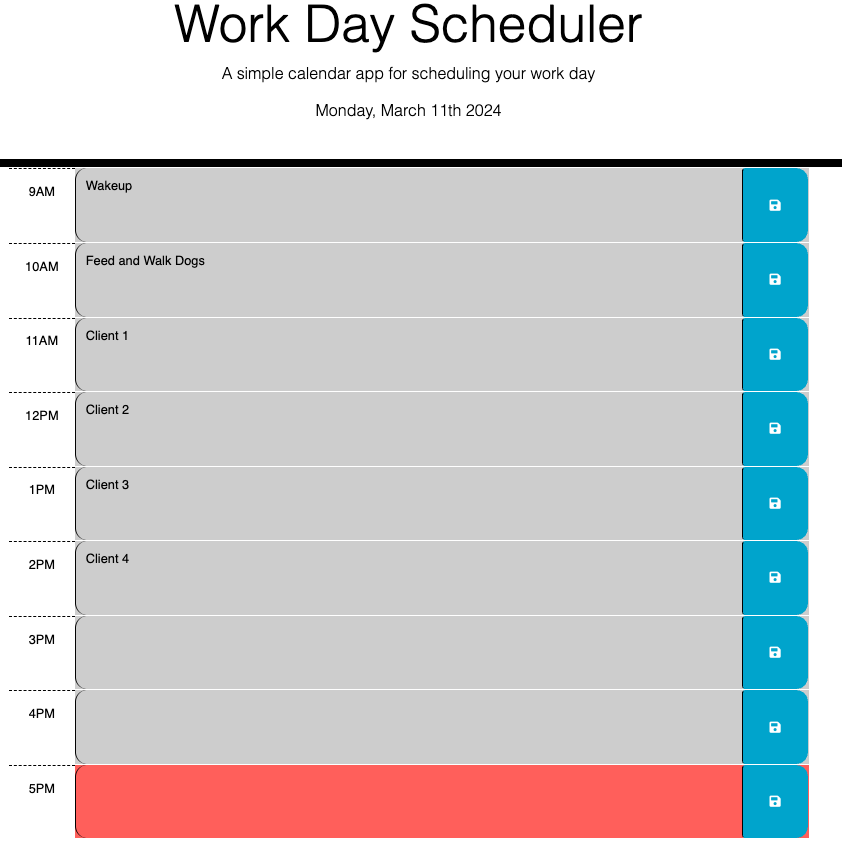 Work Day Scheduler
A simple calendar app for scheduling your work day
Monday, March 11th 2024
9AM
Wakeup
10AM
Feed and Walk Dogs
11AM
Client 1
12PM
Client 2
1PM
Client 3
2PM
Client 4
3PM
4PM
5PM